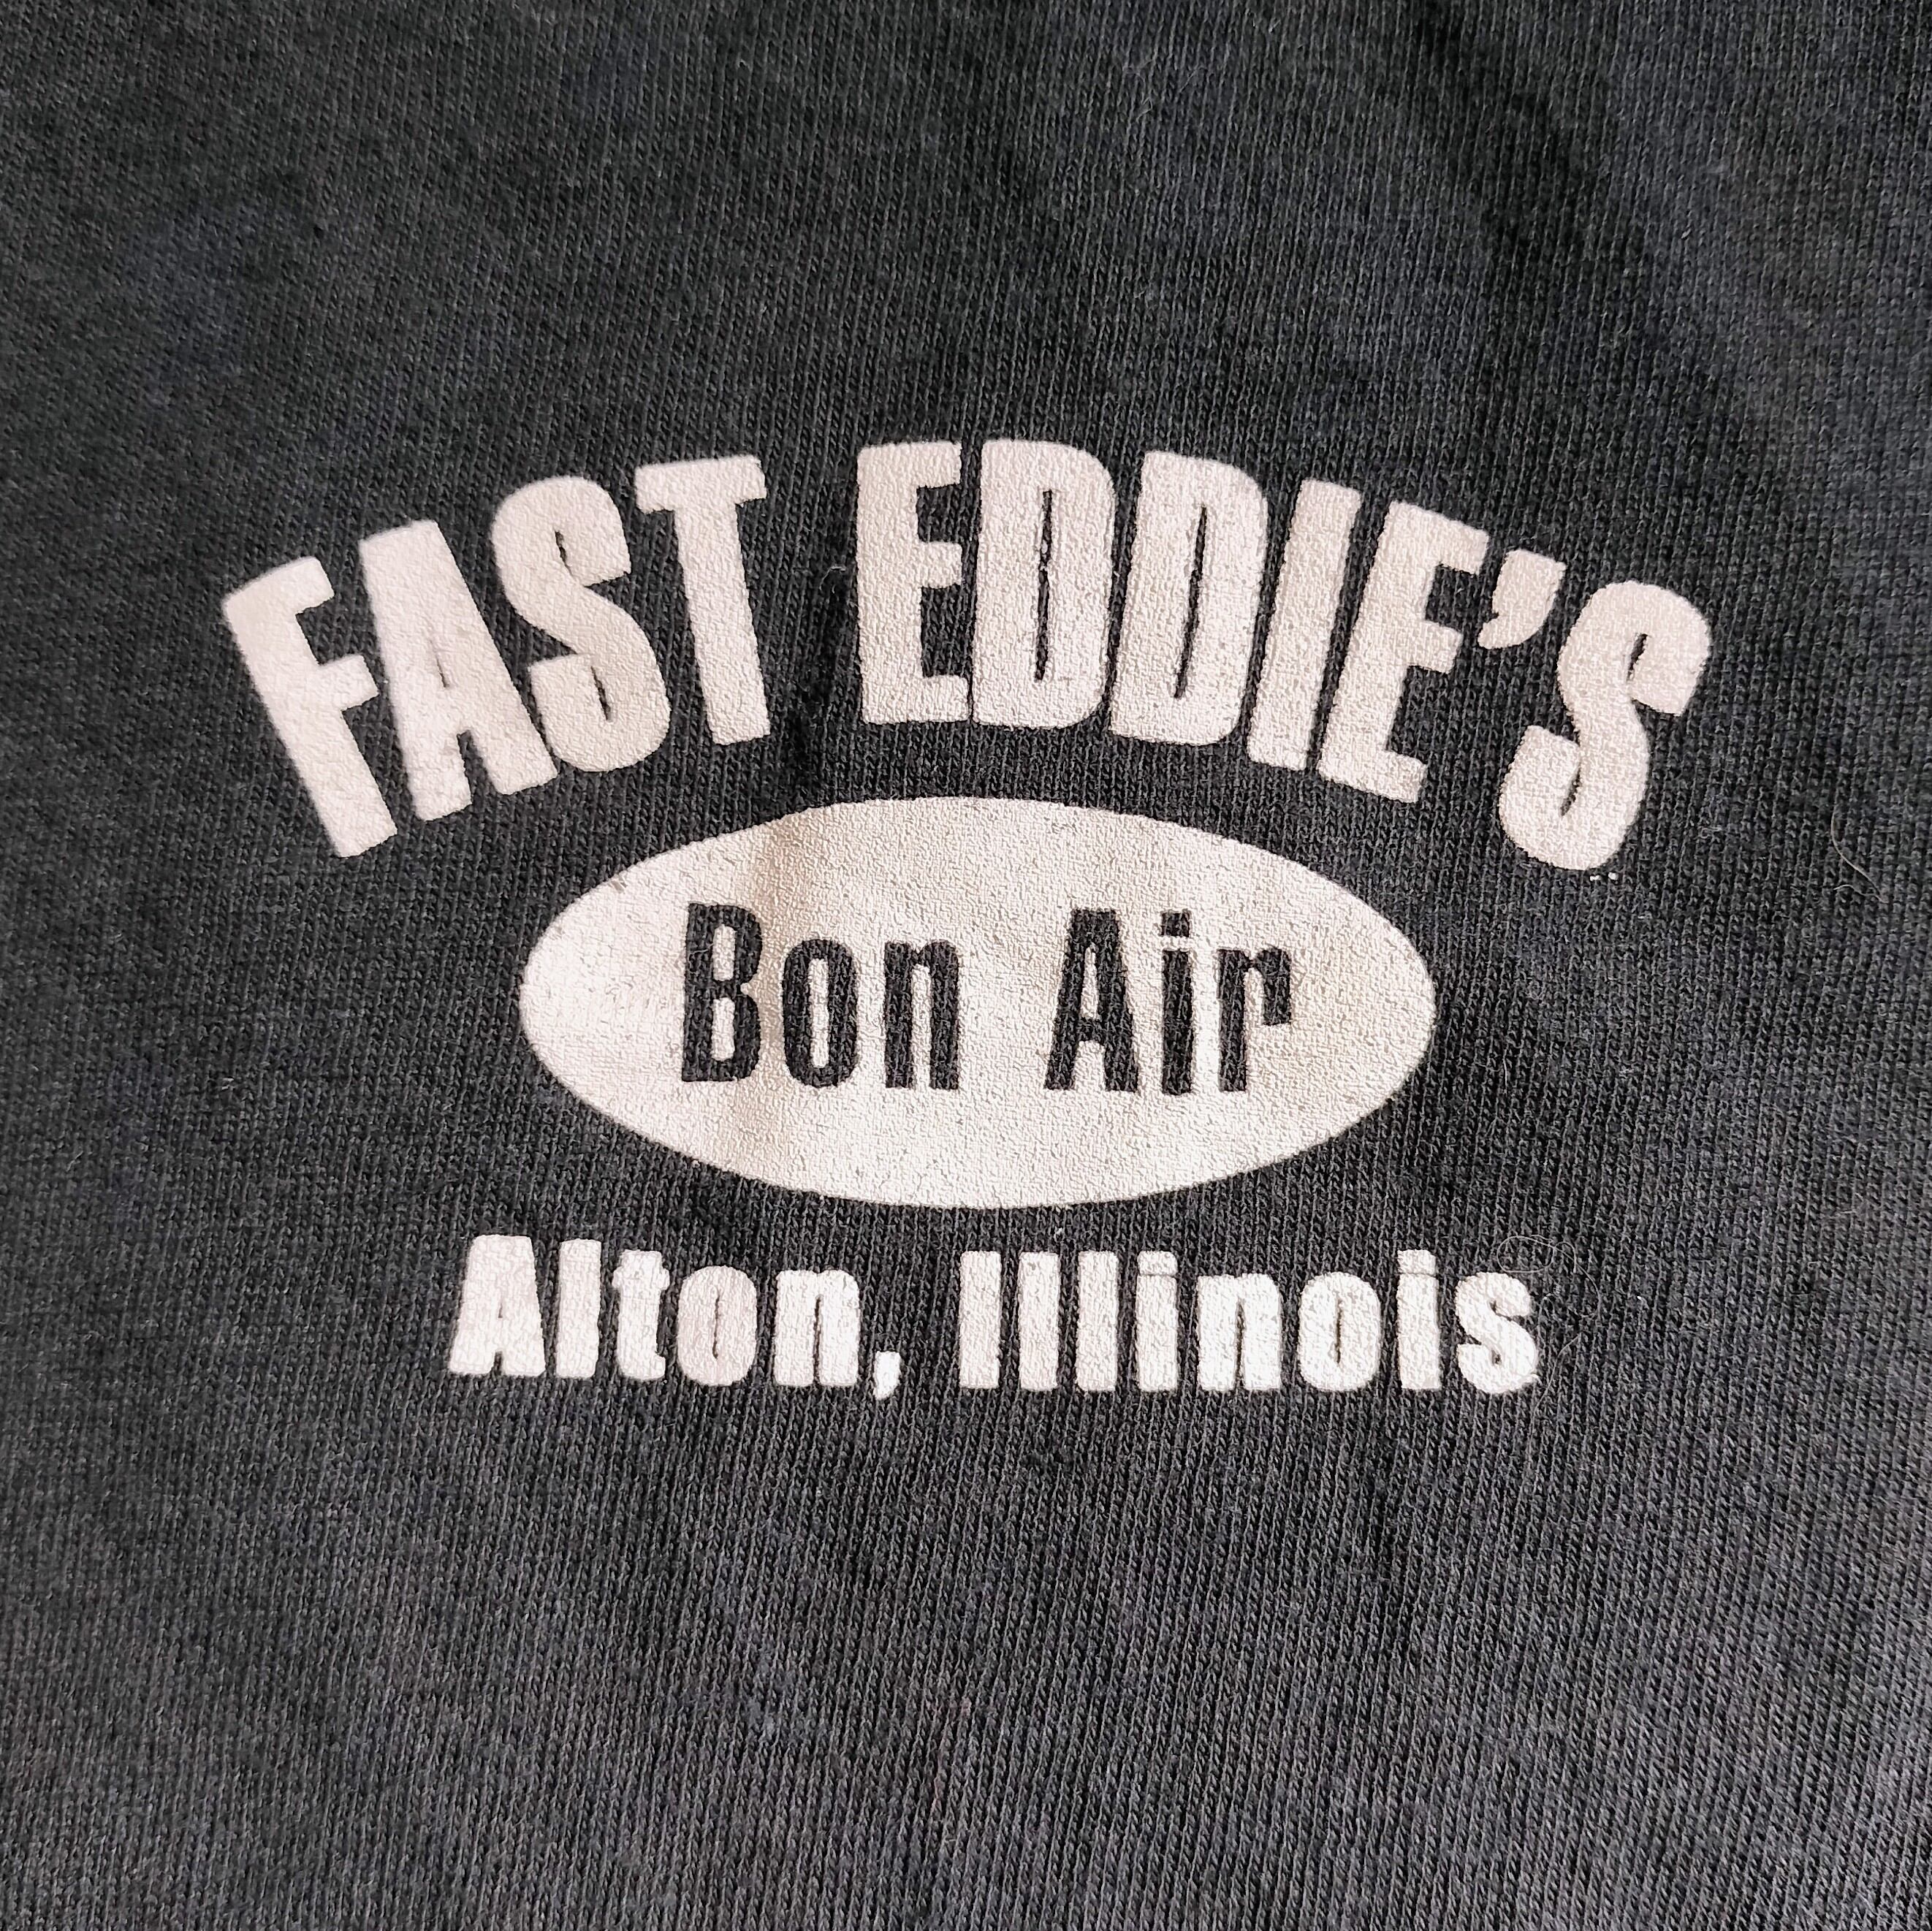 FAST EDDIE'S
Bon Air
Alton, Illinois